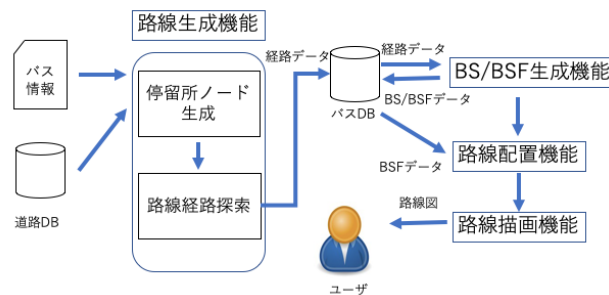 路線生成機能
バス
情報
道路DB
停留所ノード
生成
路線経路探索
経路データ
バスDB
経路データ
BS/BSFデータ
BS/BSF生成機能
BSFデータ
路線配置機能
路線図
路線描画機能
ユーザ